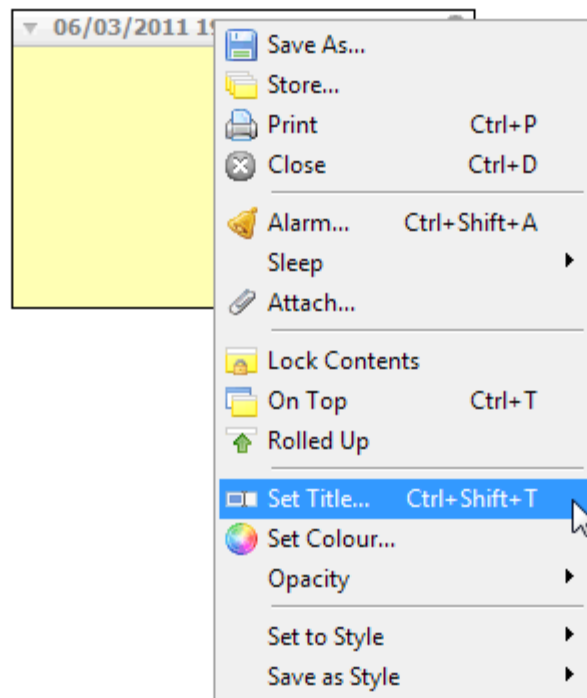 06/03/2011
Save As...
Store...
Print Ctrl+P
Close Ctrl+D
Alarm... Ctrl+Shift+A
Sleep
Attach...
Lock Contents
On Top Ctrl+T
Rolled Up
Set Title... Ctrl+Shift+T
Set Colour...
Opacity
Set to Style
Save as Style